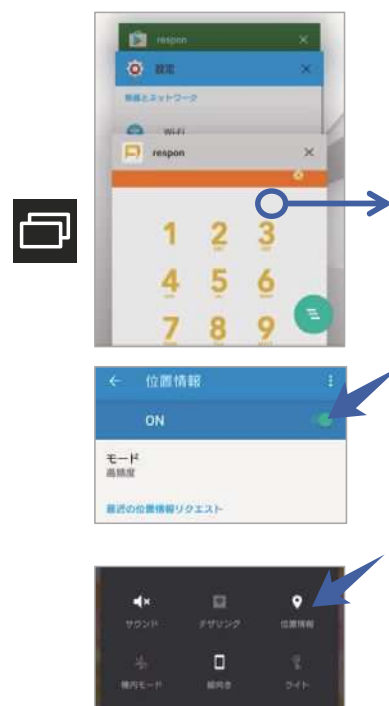 respon
設定
無線とネットワーク
Wi-Fi
respon
1 2 3
4 5 6
7 8 9
位置情報
ON
モード
高精度
最近の位置情報リクエスト
サウンド テザリング 位置情報
機内モード 縦向き ライト